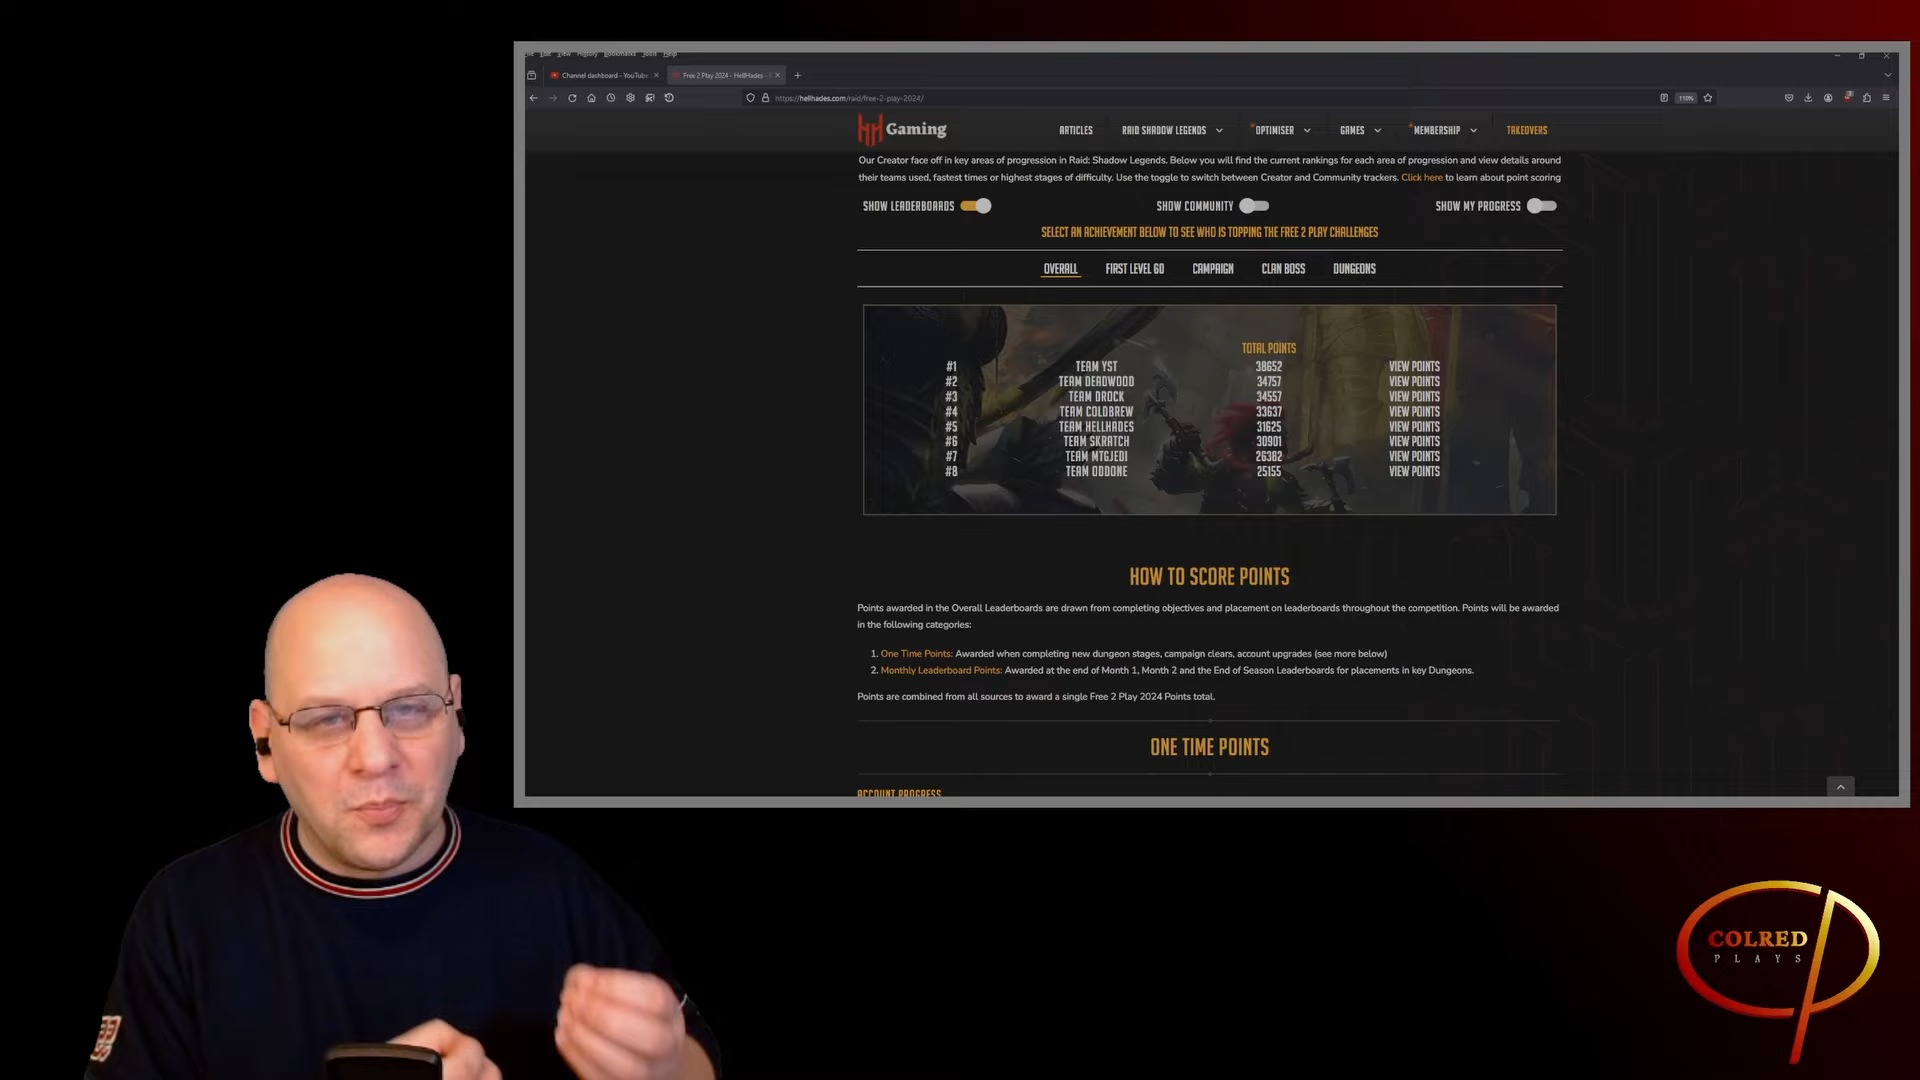 File Edit View History Bookmarks Tools Help
Channel dashboard - YouTube
Free 2 Play 2024 - HellHades -
https://hellhades.com/raid/free-2-play-2024/
110%
Gaming
ARTICLES
RAID SHADOW LEGENDS
OPTIMISER
GAMES
MEMBERSHIP
TAKEOVERS
Our Creator face off in key areas of progression in Raid: Shadow Legends. Below you will find the current rankings for each area of progression and view details around
their teams used, fastest times or highest stages of difficulty. Use the toggle to switch between Creator and Community trackers. Click here to learn about point scoring
SHOW LEADERBOARDS
SHOW COMMUNITY
SHOW MY PROGRESS
SELECT AN ACHIEVEMENT BELOW TO SEE WHO IS TOPPING THE FREE 2 PLAY CHALLENGES
OVERALL
FIRST LEVEL 60
CAMPAIGN
CLAN BOSS
DUNGEONS
TOTAL POINTS
#1 TEAM YST 38652 VIEW POINTS
#2 TEAM DEADWOOD 34757 VIEW POINTS
#3 TEAM DROCK 34557 VIEW POINTS
#4 TEAM COLDBREW 33637 VIEW POINTS
#5 TEAM HELLHADES 31625 VIEW POINTS
#6 TEAM SKRATCH 30901 VIEW POINTS
#7 TEAM MTGJEDI 26382 VIEW POINTS
#8 TEAM ODDONE 25155 VIEW POINTS
HOW TO SCORE POINTS
Points awarded in the Overall Leaderboards are drawn from completing objectives and placement on leaderboards throughout the competition. Points will be awarded
in the following categories:
1. One Time Points: Awarded when completing new dungeon stages, campaign clears, account upgrades (see more below)
2. Monthly Leaderboard Points: Awarded at the end of Month 1, Month 2 and the End of Season Leaderboards for placements in key Dungeons.
Points are combined from all sources to award a single Free 2 Play 2024 Points total.
ONE TIME POINTS
ACCOUNT PROGRESS
COLRED
PLAYS